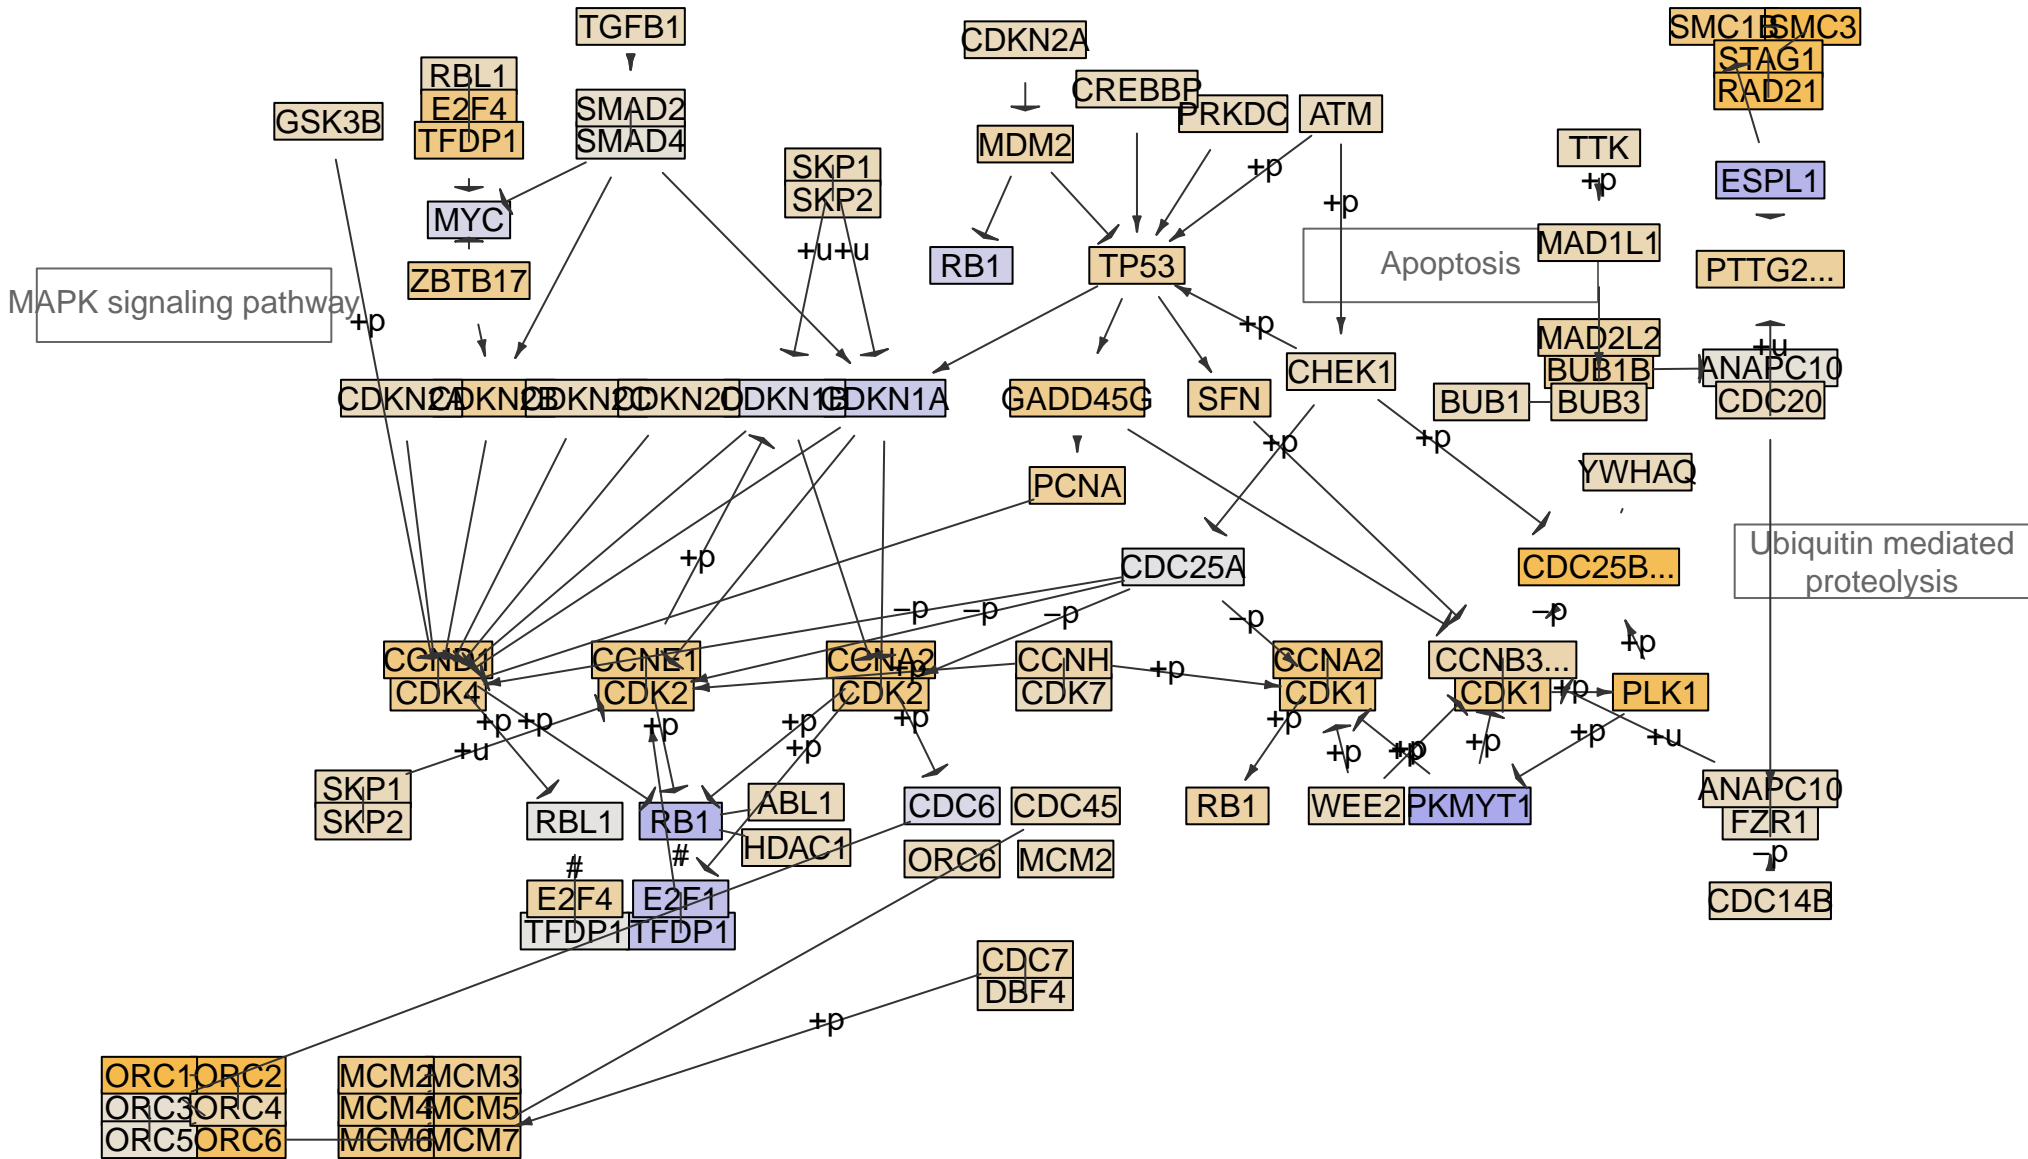 TGFB1
CDKN2A
SMC1B
SMC3
STAG1
RAD21
RBL1
E2F4
TFDP1
GSK3B
SMAD2
SMAD4
CREBBP
PRKDC
ATM
MDM2
TTK
+p
SKP1
SKP2
+p
+p
ESPL1
MYC
+u
+u
RB1
TP53
Apoptosis
MAD1L1
PTTG2...
ZBTB17
MAPK signaling pathway
+p
+p
MAD2L2
BUB1B
BUB1
BUB3
+u
ANAPC10
CDC20
CHEK1
CDKN2A
CDKN2B
CDKN2C
CDKN2D
CDKN1B
CDKN1A
GADD45G
SFN
+p
+p
PCNA
YWHAQ
Ubiquitin mediated
proteolysis
+p
CDC25A
CDC25B...
−p
−p
−p
−p
−p
+p
CCND1
CDK4
CCNE1
CDK2
CCNA2
CDK2
+p
CCNH
CDK7
+p
CCNA2
CDK1
CCNB3...
CDK1
+p
PLK1
+p
+p
+p
+p
+p
+p
+p
+p
+p
+p
+p
+p
+u
+u
SKP1
SKP2
RBL1
RB1
ABL1
HDAC1
CDC6
CDC45
ORC6
MCM2
RB1
WEE2
PKMYT1
ANAPC10
FZR1
−p
CDC14B
#
#
E2F4
TFDP1
E2F1
TFDP1
CDC7
DBF4
+p
ORC1
ORC2
ORC3
ORC4
ORC5
ORC6
MCM2
MCM3
MCM4
MCM5
MCM6
MCM7